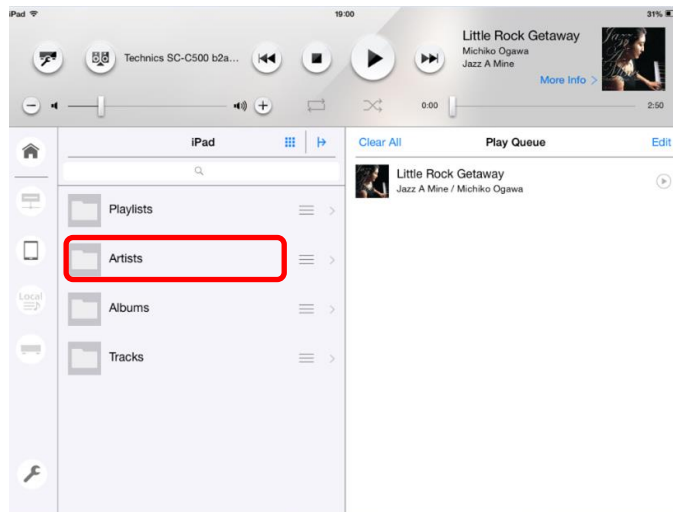 iPad 19:00 31%
Technics SC-C500 b2a...
Little Rock Getaway
Michiko Ogawa
Jazz A Mine
More Info >
0:00 2:50
iPad
Clear All Play Queue Edit
Little Rock Getaway
Jazz A Mine / Michiko Ogawa
Playlists
Artists
Local
Albums
Tracks